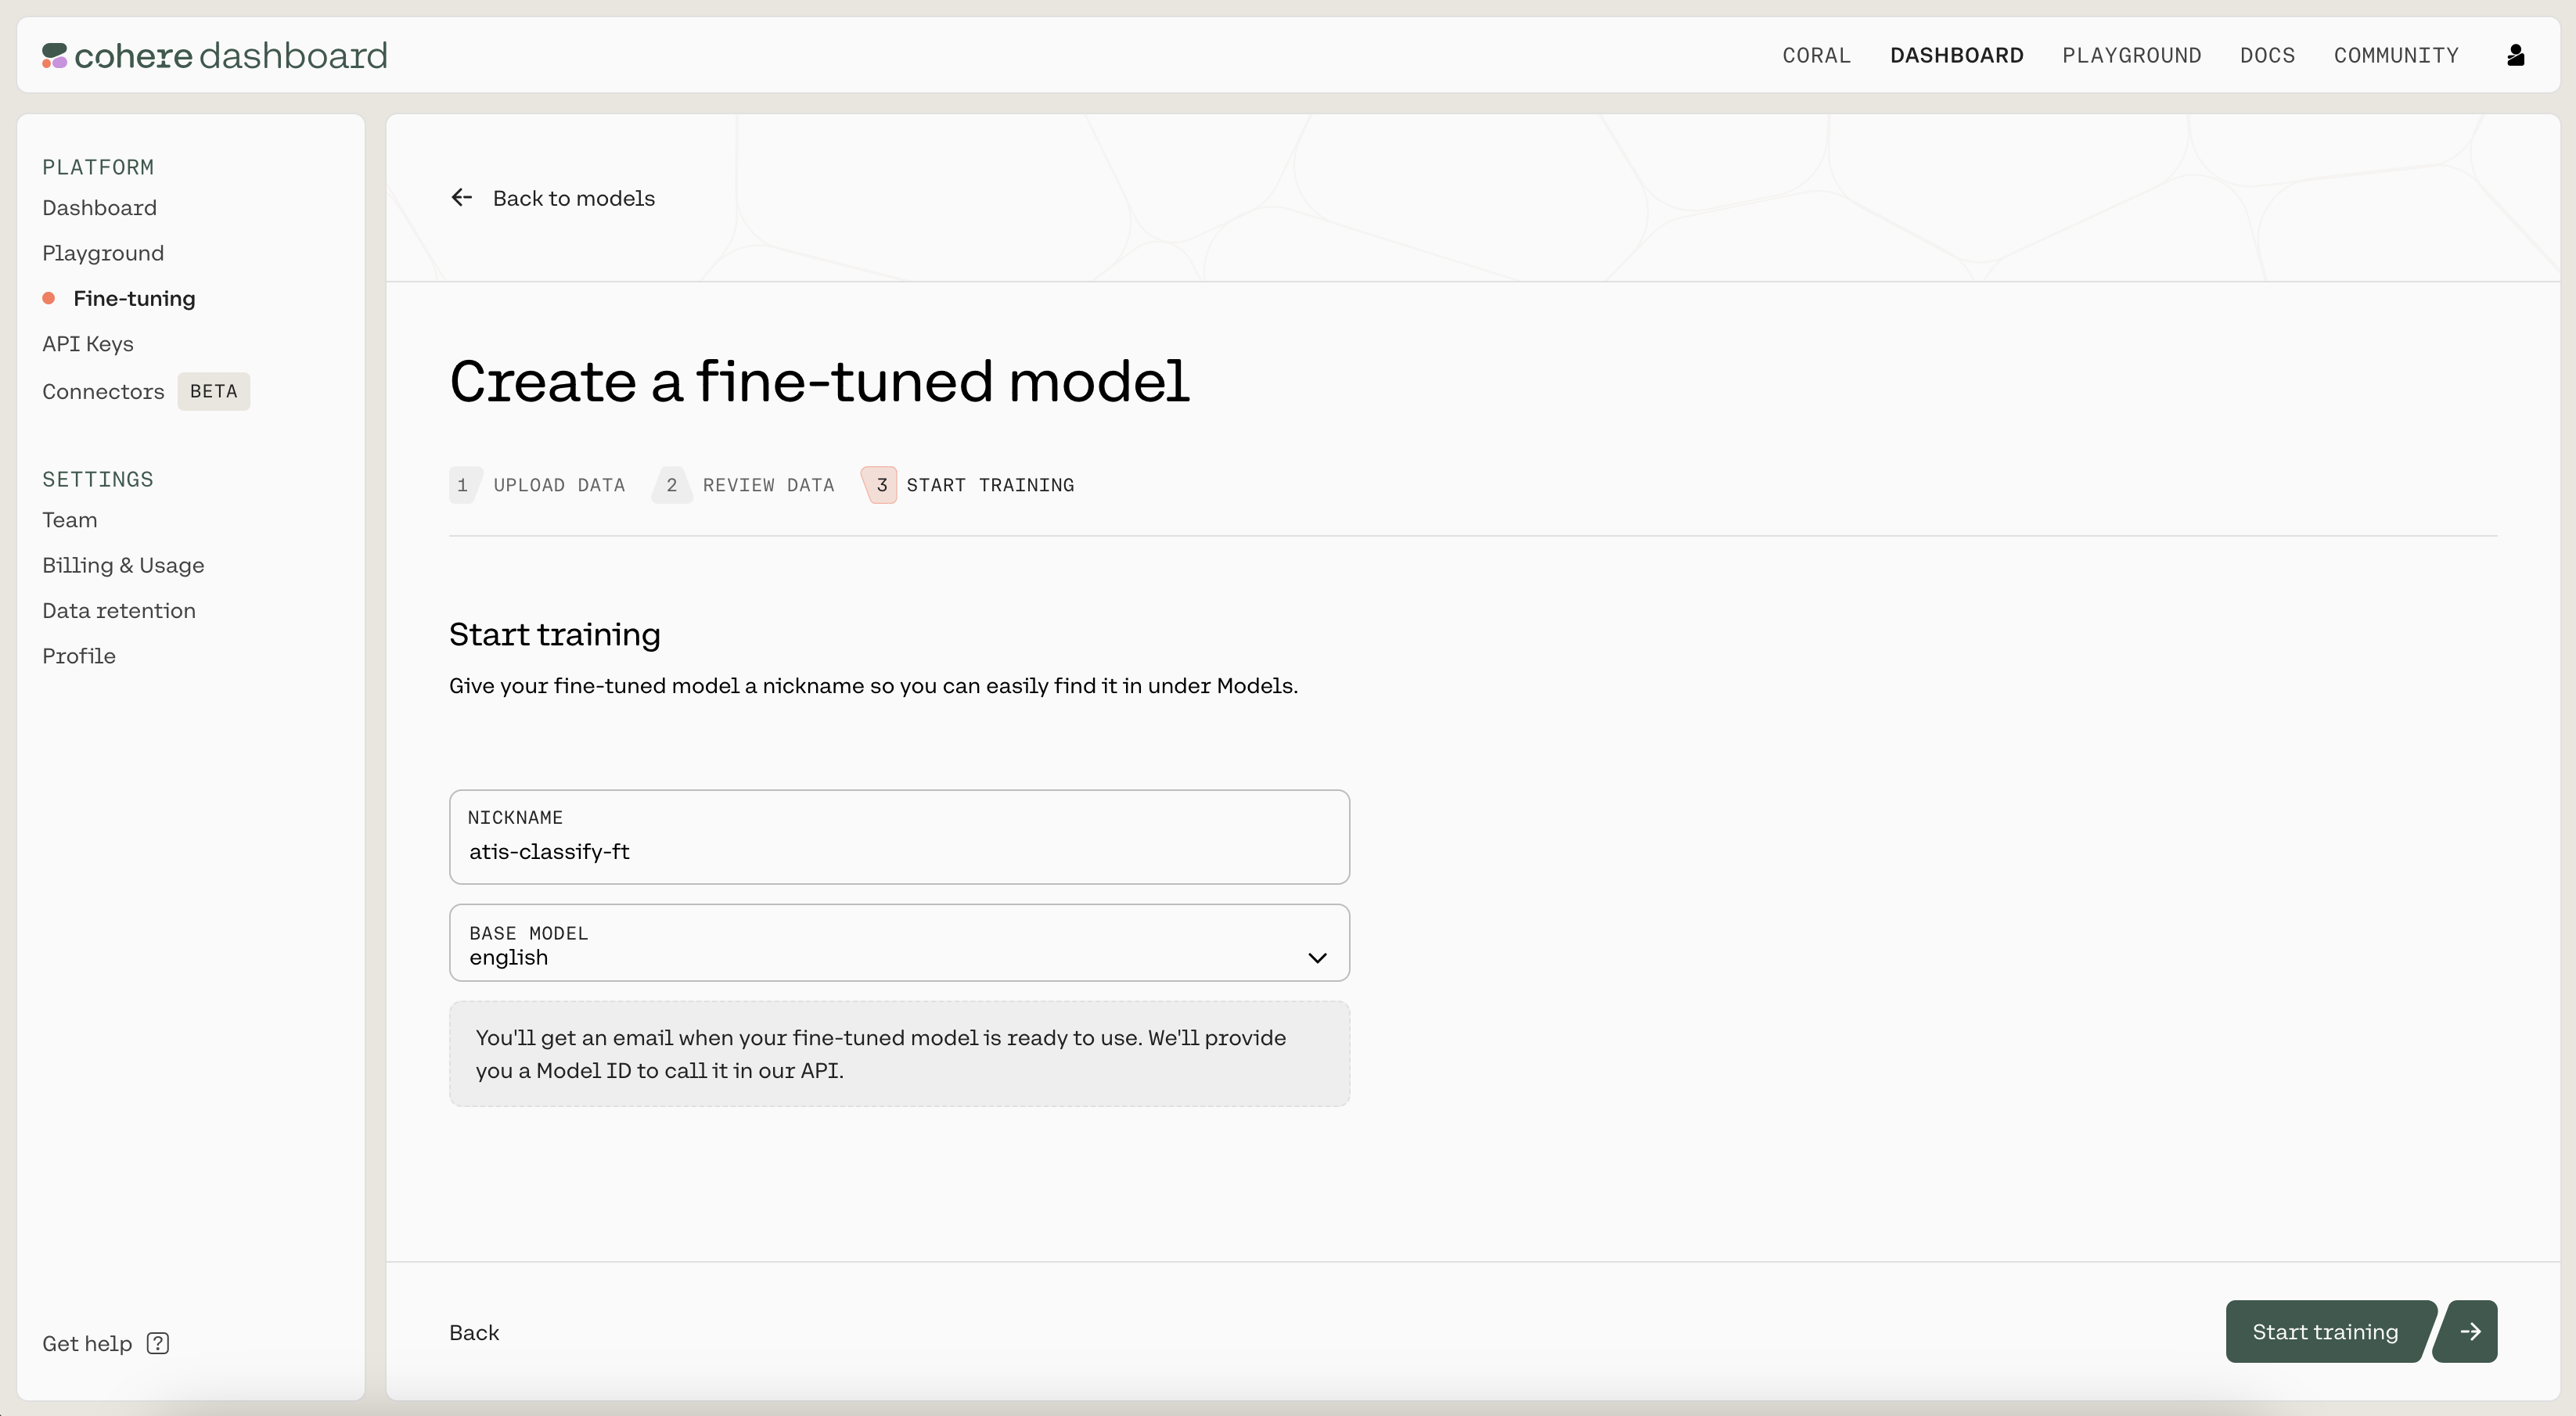 cohere dashboard
CORAL DASHBOARD PLAYGROUND DOCS COMMUNITY
PLATFORM
Dashboard
Playground
Fine-tuning
API Keys
Connectors BETA
SETTINGS
Team
Billing & Usage
Data retention
Profile
Get help ?
Back to models
Create a fine-tuned model
1 UPLOAD DATA 2 REVIEW DATA 3 START TRAINING
Start training
Give your fine-tuned model a nickname so you can easily find it in under Models.
NICKNAME
atis-classify-ft
BASE MODEL
english
You'll get an email when your fine-tuned model is ready to use. We'll provide
you a Model ID to call it in our API.
Back
Start training